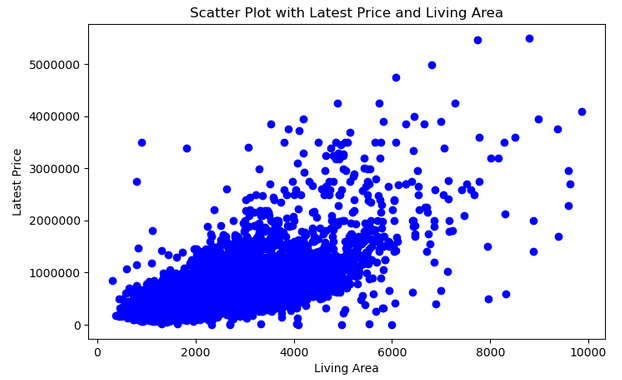 Scatter Plot with Latest Price and Living Area
5000000
4000000
3000000
2000000
1000000
0
Latest Price
0 2000 4000 6000 8000 10000
Living Area